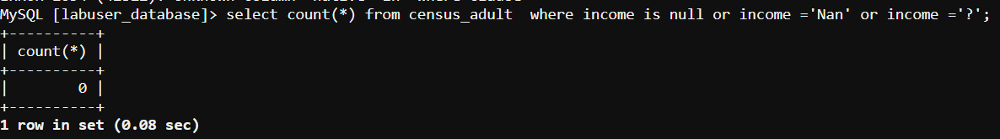 MySQL [labuser_database]> select count(*) from census_adult  where income is null or income ='Nan' or income ='?';
+----------+
| count(*) |
+----------+
|        0 |
+----------+
1 row in set (0.08 sec)